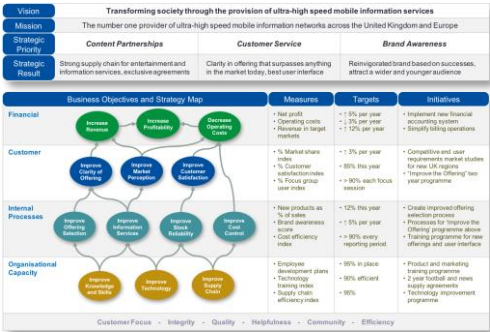 Vision
Transforming society through the provision of ultra-high speed mobile information services
Mission
The number one provider of ultra-high speed mobile information networks across the United Kingdom and Europe
Strategic
Priority
Content Partnerships
Customer Service
Brand Awareness
Strategic
Result
Strong supply chain for entertainment and
information services, exclusive agreements
Clarity in offering that surpasses anything
in the market today, best user interface
Reinvigorated brand based on successes,
attract a wider and younger audience
Business Objectives and Strategy Map
Measures
Targets
Initiatives
Financial
Increase
Revenue
Increase
Profitability
Decrease
Operating
Costs
• Net profit
• Operating costs
• Revenue in target
markets
• ↑ 5% per year
• ↓ 3% per year
• ↑ 12% per year
• Implement new financial
accounting system
• Simplify billing operations
Customer
Improve
Clarity of
Offering
Improve
Market
Perception
Improve
Customer
Satisfaction
• % Market share
index
• % Customer
satisfaction index
• % Focus group
user index
• ↑ 3% per year
• 85% this year
• > 90% each focus
session
• Competitive end user
requirements market studies
for new UK regions
• "Improve the Offering" two
year programme
Internal
Processes
Improve
Offering
Selection
Improve
Information
Services
Improve
Stock
Reliability
Improve
Cost
Control
• New products as
% of sales
• Brand awareness
score
• Cost efficiency
index
• 12% this year
• ↑ 5% per year
• > 90% every
reporting period
• Create improved offering
selection process
• Processes for 'Improve the
Offering' programme above
• Training programme for new
offerings and user interface
Organisational
Capacity
Improve
Knowledge
and Skills
Improve
Technology
Improve
Supply
Chain
• Employee
development plans
• Technology
training index
• Supply chain
efficiency index
• 95% in place
• 90% efficient
• 95%
• Product and marketing
training programme
• 2 year football and news
supply agreements
• Technology improvement
programme
Customer Focus - Integrity - Quality - Helpfulness - Community - Efficiency